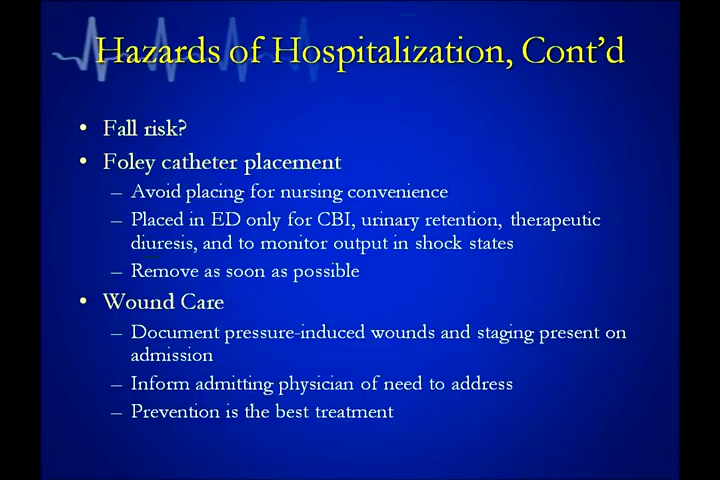 Hazards of Hospitalization, Cont’d
• Fall risk?
• Foley catheter placement
– Avoid placing for nursing convenience
– Placed in ED only for CBI, urinary retention, therapeutic
diuresis, and to monitor output in shock states
– Remove as soon as possible
• Wound Care
– Document pressure-induced wounds and staging present on
admission
– Inform admitting physician of need to address
– Prevention is the best treatment